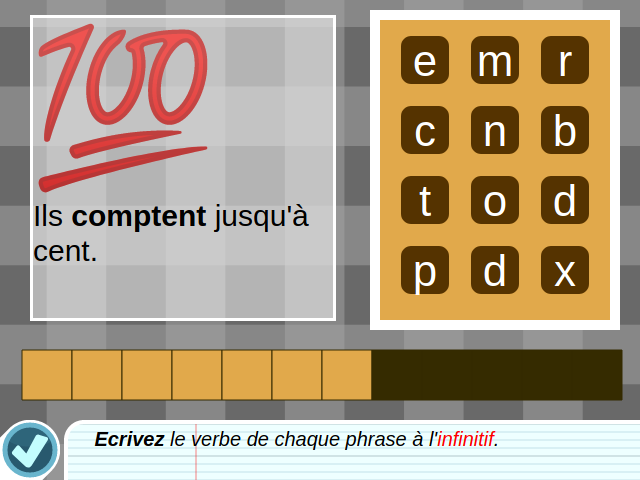 100
Ils comptent jusqu'à
cent.
e m r
c n b
t o d
p d x
Ecrivez le verbe de chaque phrase à l'infinitif.